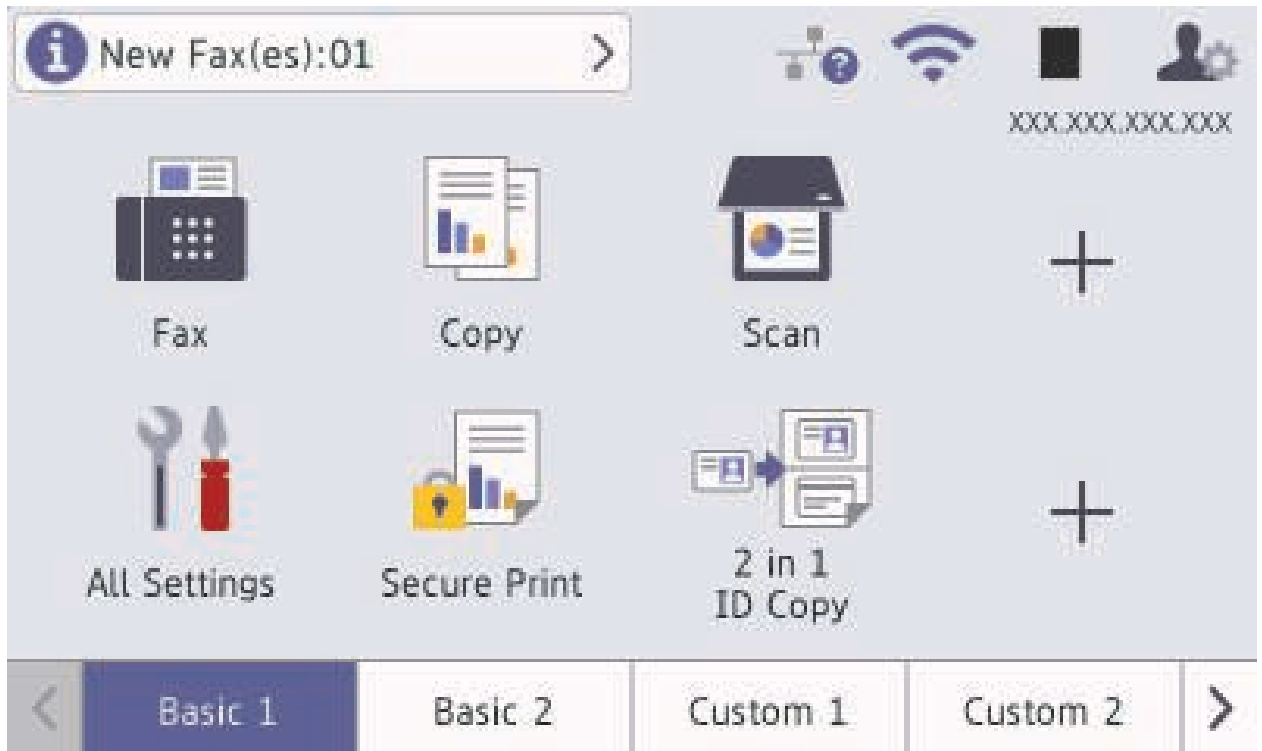 New Fax(es):01
XXX.XXX.XXX.XXX
Fax
Copy
Scan
All Settings
Secure Print
2 in 1
ID Copy
Basic 1
Basic 2
Custom 1
Custom 2